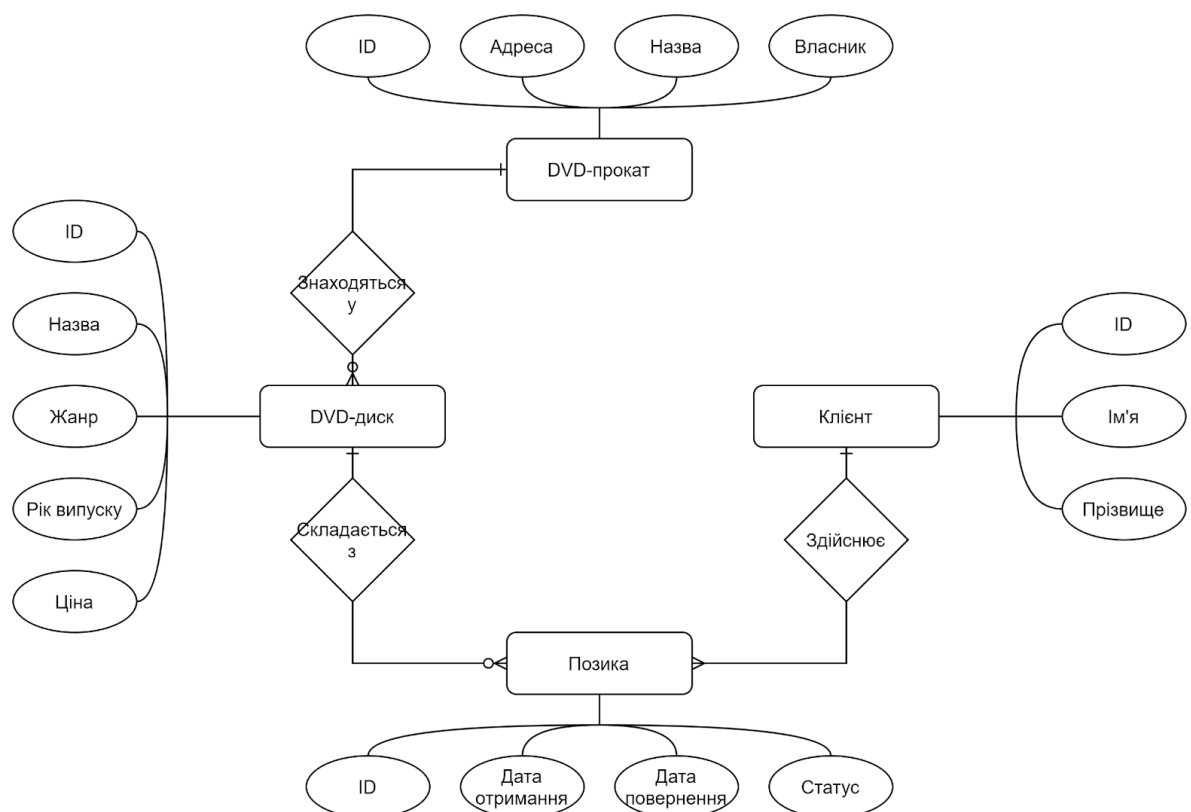 ID
Адреса
Назва
Власник
DVD-прокат
Знаходяться
у
ID
Назва
Жанр
Рік випуску
Ціна
DVD-диск
Клієнт
ID
Ім'я
Прізвище
Складається
з
Здійснює
Позика
ID
Дата
отримання
Дата
повернення
Статус